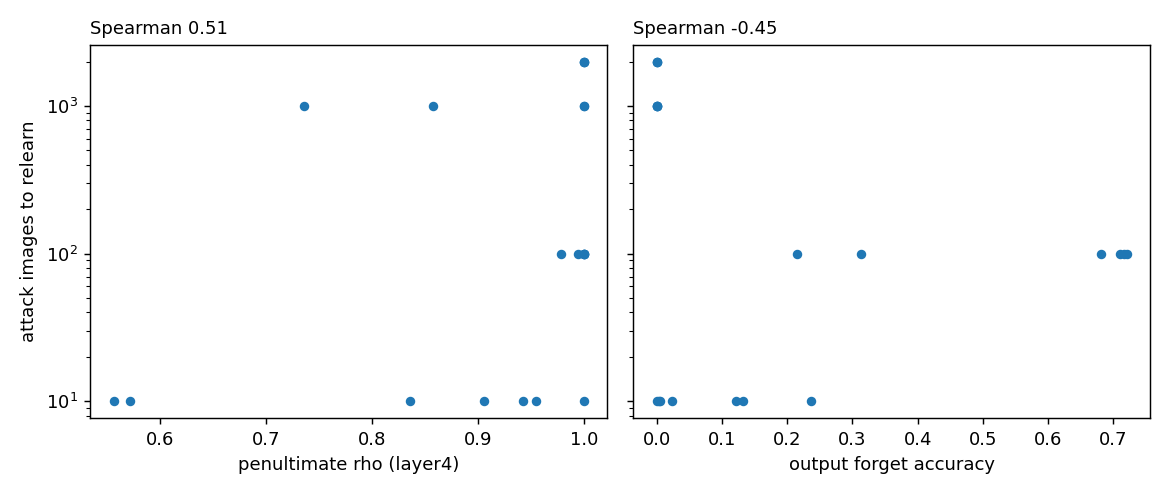 Spearman 0.51
Spearman -0.45
attack images to relearn
10³
10²
10¹
0.6 0.7 0.8 0.9 1.0
0.0 0.1 0.2 0.3 0.4 0.5 0.6 0.7
penultimate rho (layer4)
output forget accuracy